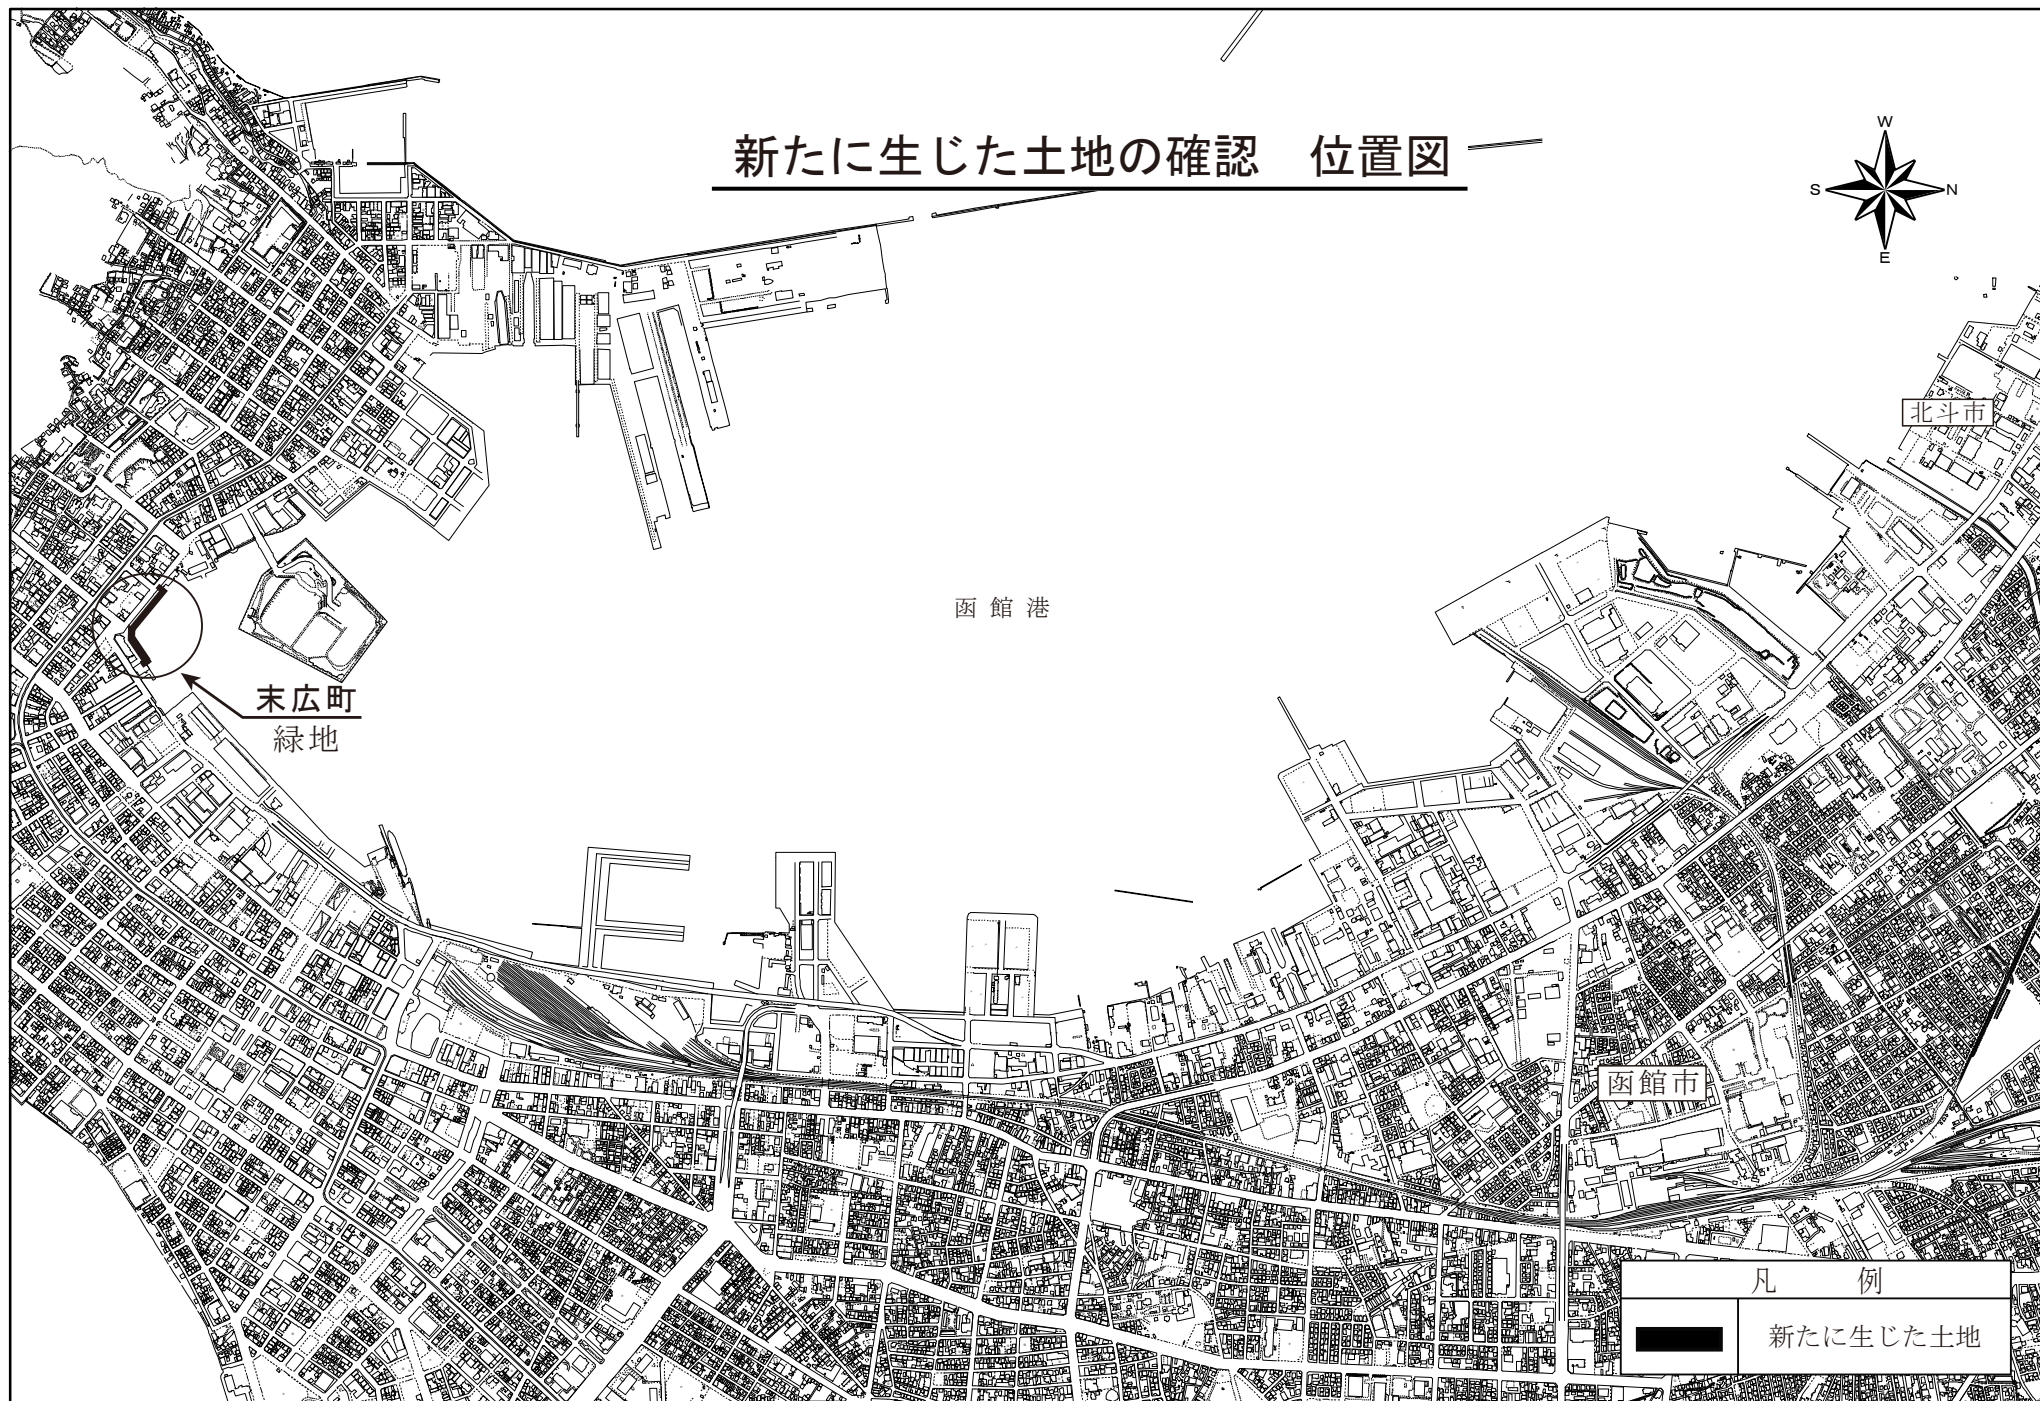 新たに生じた土地の確認　位置図
W
S
N
E
北斗市
函館港
末広町
緑地
函館市
凡　例
新たに生じた土地